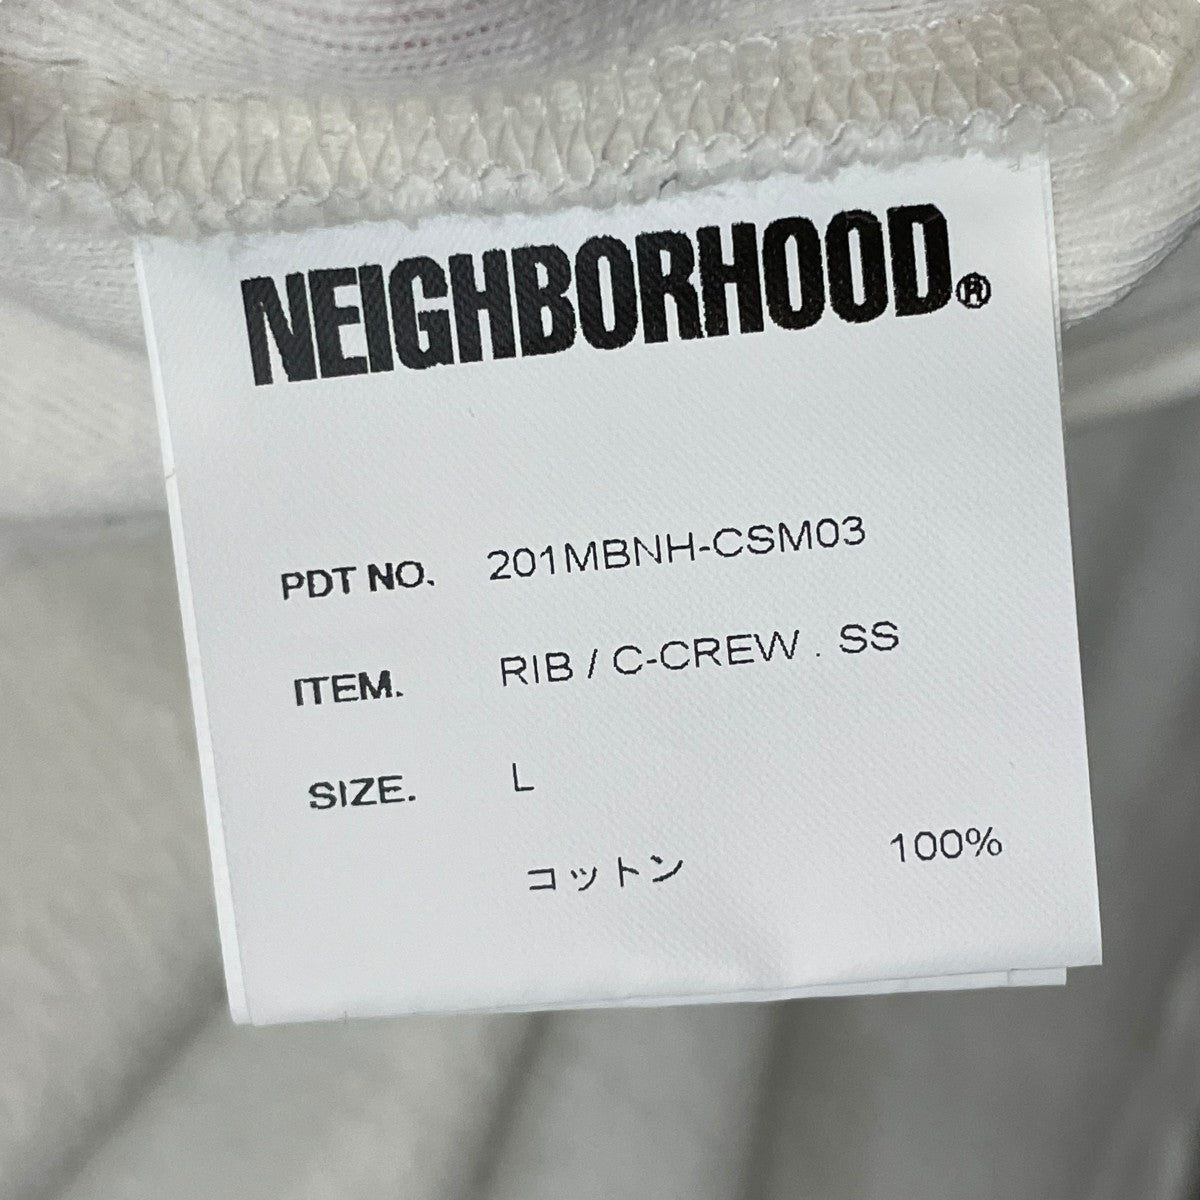 NEIGHBORHOOD®
PDT NO. 201MBNH-CSM03
ITEM. RIB / C-CREW . SS
SIZE. L
コットン 100%